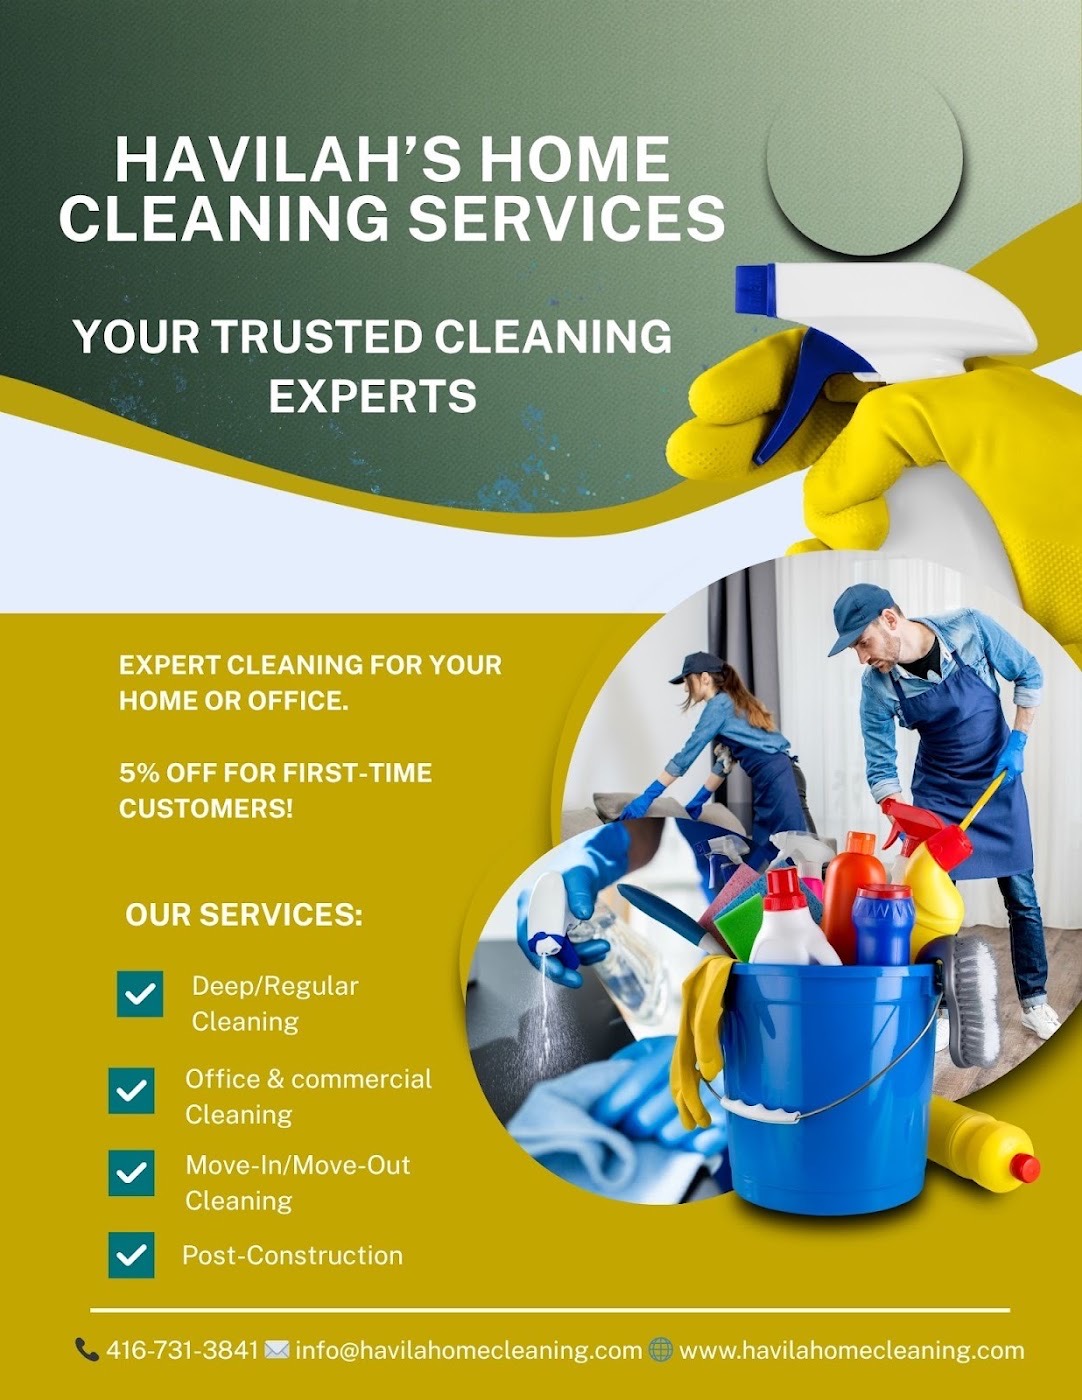 HAVILAH’S HOME
CLEANING SERVICES
YOUR TRUSTED CLEANING
EXPERTS
EXPERT CLEANING FOR YOUR
HOME OR OFFICE.
5% OFF FOR FIRST-TIME
CUSTOMERS!
OUR SERVICES:
Deep/Regular
Cleaning
Office & commercial
Cleaning
Move-In/Move-Out
Cleaning
Post-Construction
416-731-3841 info@havilahomecleaning.com www.havilahomecleaning.com